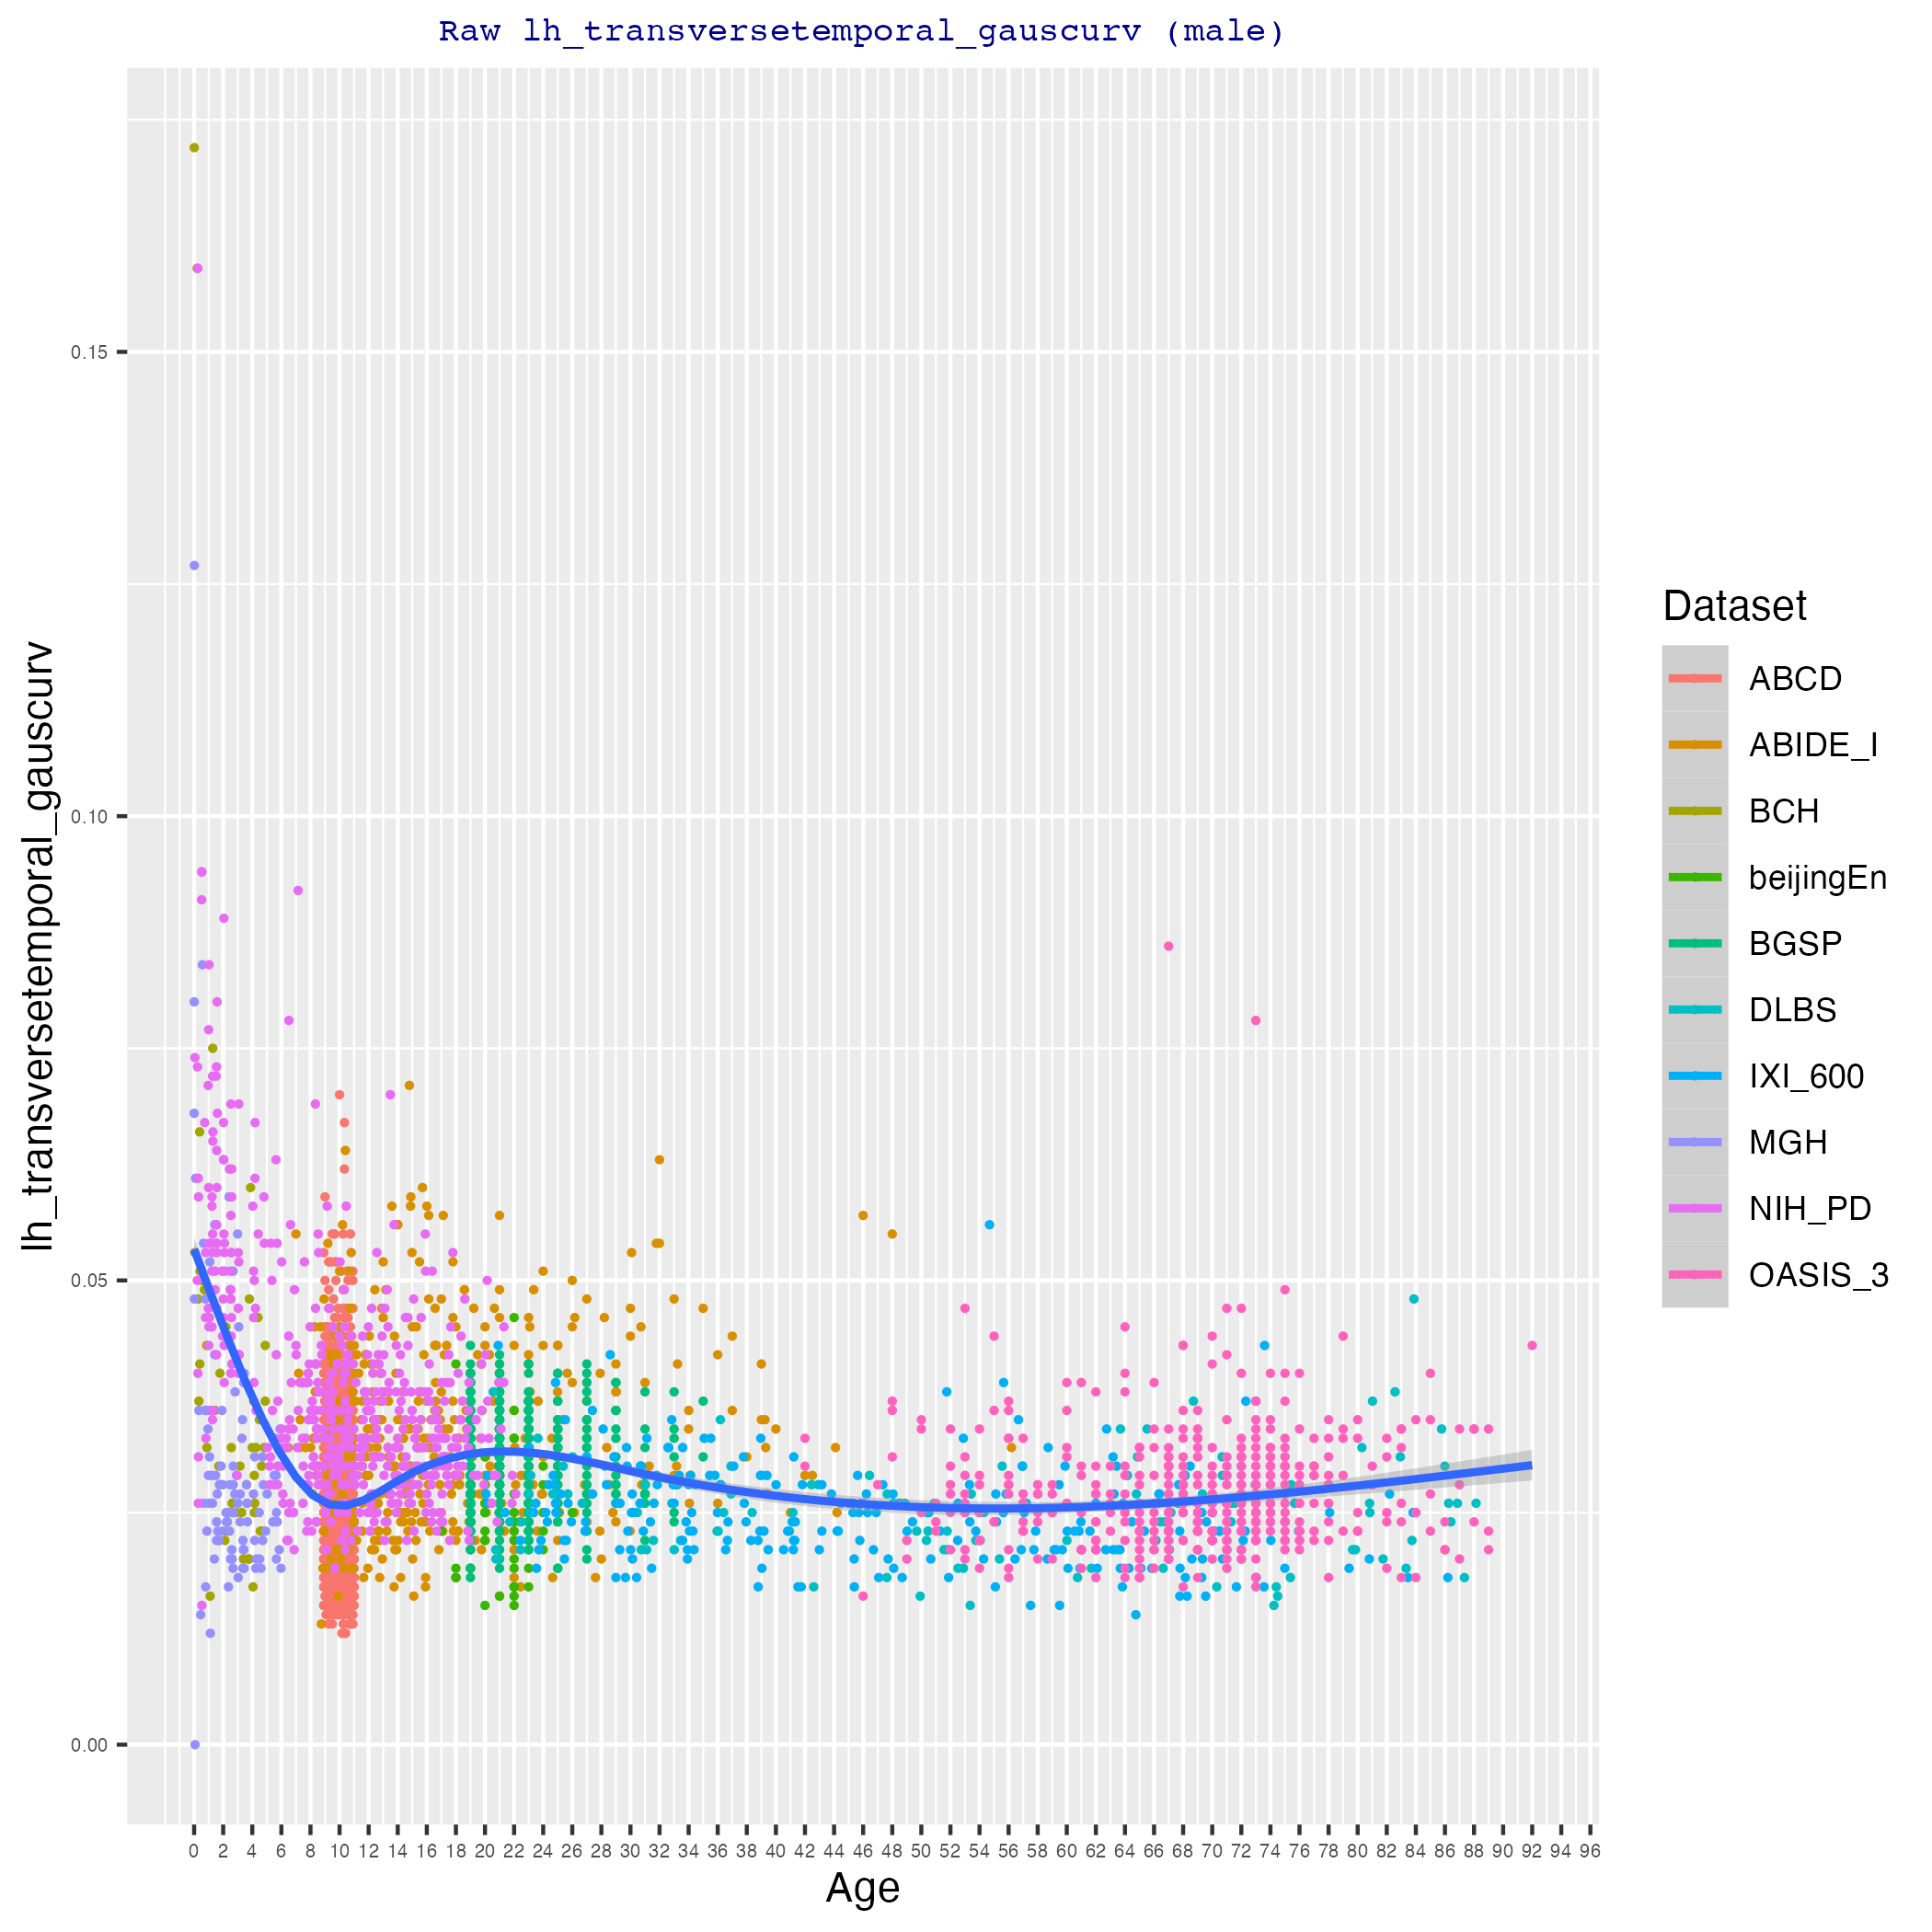 Raw lh_transversetemporal_gauscurv (male)
lh_transversetemporal_gauscurv
0.15
0.10
0.05
0.00
0 2 4 6 8 10 12 14 16 18 20 22 24 26 28 30 32 34 36 38 40 42 44 46 48 50 52 54 56 58 60 62 64 66 68 70 72 74 76 78 80 82 84 86 88 90 92 94 96
Age
Dataset
ABCD
ABIDE_I
BCH
beijingEn
BGSP
DLBS
IXI_600
MGH
NIH_PD
OASIS_3